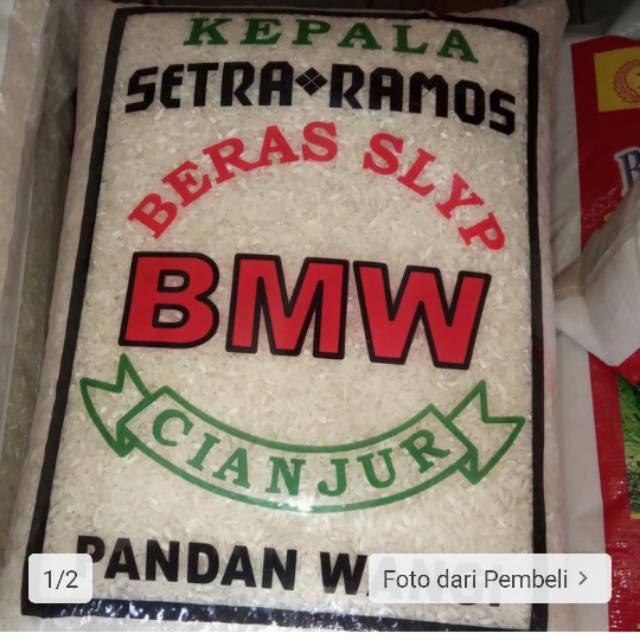 KEPALA
SETRA❖RAMOS
BERAS SLYP
BMW
CIANJUR
PANDAN
1/2
Foto dari Pembeli >